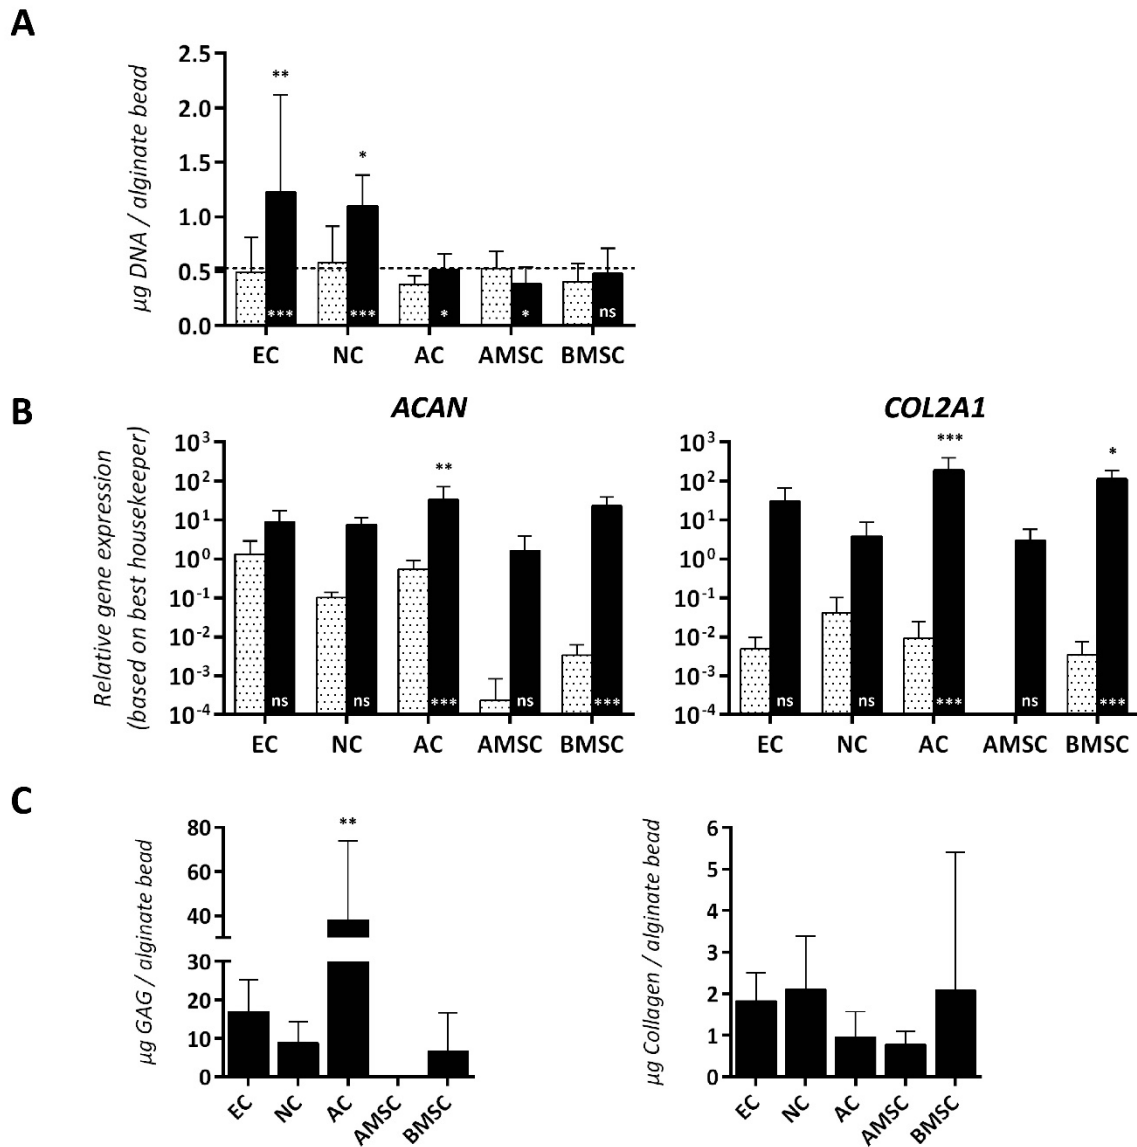 A
µg DNA / alginate bead
2.5
2.0
1.5
1.0
0.5
0.0
** * 
*** *** * * ns
EC NC AC AMSC BMSC
B
ACAN
COL2A1
Relative gene expression
(based on best housekeeper)
10³
10²
10¹
10⁰
10⁻¹
10⁻²
10⁻³
10⁻⁴
**
ns ns *** ns ***
EC NC AC AMSC BMSC
10³
10²
10¹
10⁰
10⁻¹
10⁻²
10⁻³
10⁻⁴
*** *
ns ns *** ns ***
EC NC AC AMSC BMSC
C
µg GAG / alginate bead
80
60
40
30
20
10
0
**
EC NC AC AMSC BMSC
µg Collagen / alginate bead
6
5
4
3
2
1
0
EC NC AC AMSC BMSC